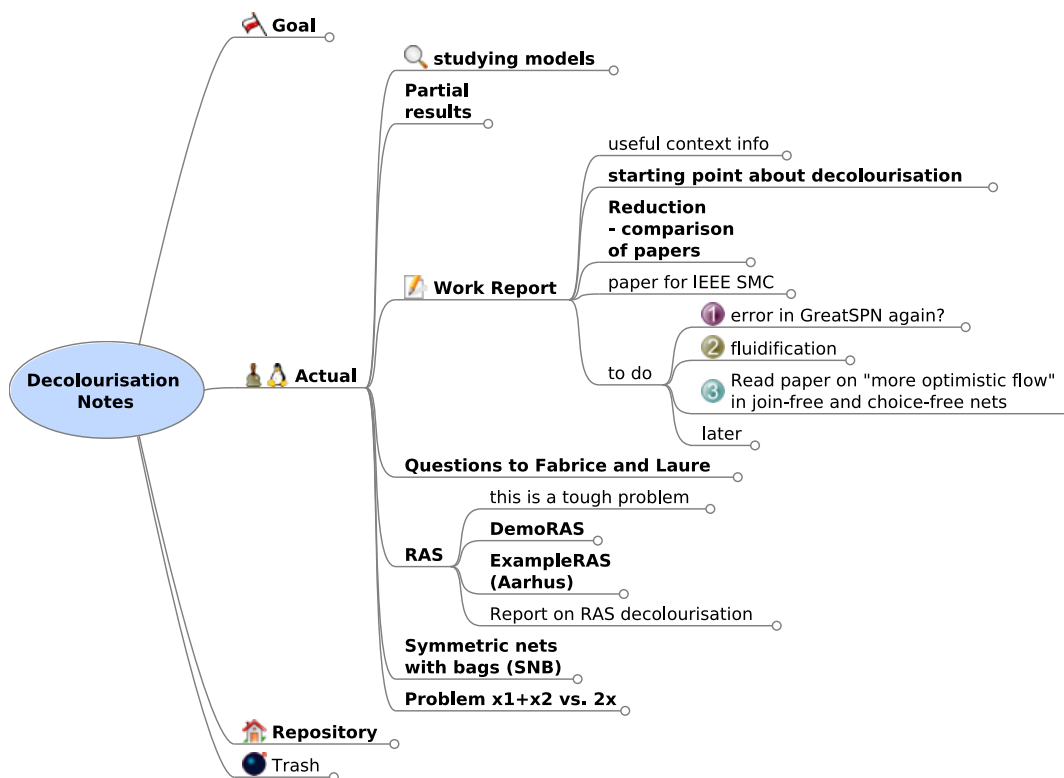 Decolourisation
Notes
Goal
Actual
studying models
Partial
results
Work Report
useful context info
starting point about decolourisation
Reduction
- comparison
of papers
paper for IEEE SMC
to do
1 error in GreatSPN again?
2 fluidification
3 Read paper on "more optimistic flow"
in join-free and choice-free nets
later
Questions to Fabrice and Laure
RAS
this is a tough problem
DemoRAS
ExampleRAS
(Aarhus)
Report on RAS decolourisation
Symmetric nets
with bags (SNB)
Problem x1+x2 vs. 2x
Repository
Trash